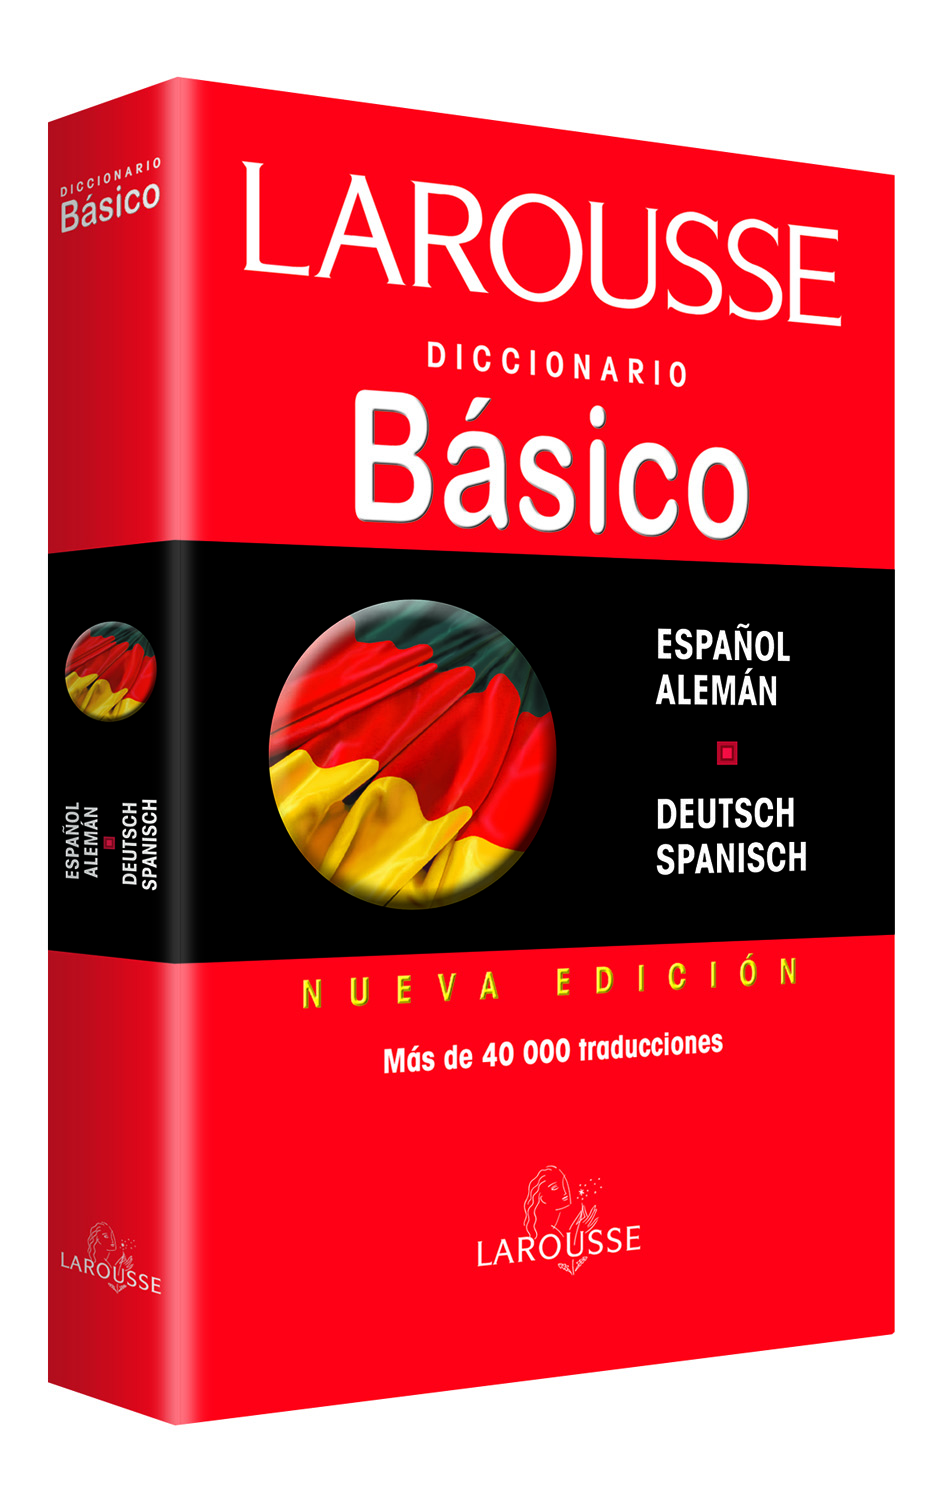 DICCIONARIO
Básico
ESPAÑOL
ALEMÁN
DEUTSCH
SPANISCH
LAROUSSE
LAROUSSE
DICCIONARIO
Básico
ESPAÑOL
ALEMÁN
DEUTSCH
SPANISCH
NUEVA EDICIÓN
Más de 40 000 traducciones
LAROUSSE